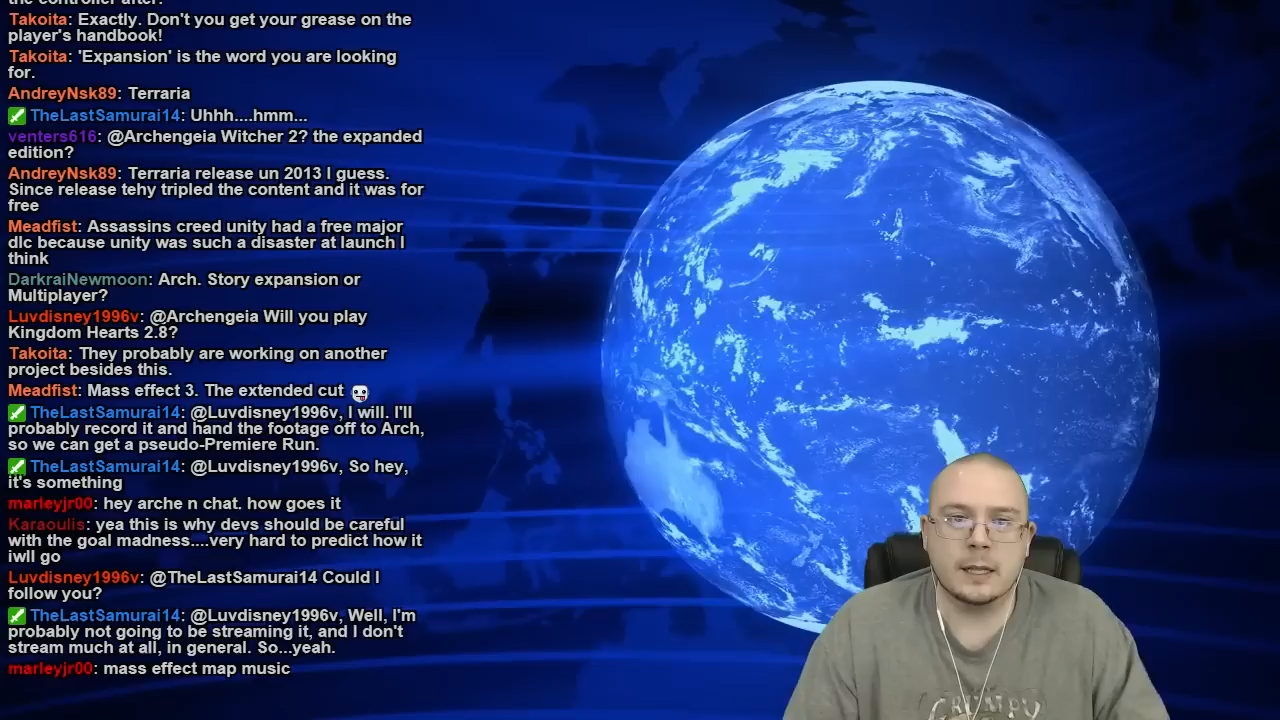 the controller after.
Takoita: Exactly. Don't you get your grease on the
player's handbook!
Takoita: 'Expansion' is the word you are looking
for.
AndreyNsk89: Terraria
TheLastSamurai14: Uhhh....hmm...
venters616: @Archengeia Witcher 2? the expanded
edition?
AndreyNsk89: Terraria release un 2013 I guess.
Since release tehy tripled the content and it was for
free
Meadfist: Assassins creed unity had a free major
dlc because unity was such a disaster at launch I
think
DarkraiNewmoon: Arch. Story expansion or
Multiplayer?
Luvdisney1996v: @Archengeia Will you play
Kingdom Hearts 2.8?
Takoita: They probably are working on another
project besides this.
Meadfist: Mass effect 3. The extended cut
TheLastSamurai14: @Luvdisney1996v, I will. I'll
probably record it and hand the footage off to Arch,
so we can get a pseudo-Premiere Run.
TheLastSamurai14: @Luvdisney1996v, So hey,
it's something
marleyjr00: hey arche n chat. how goes it
Karaoulis: yea this is why devs should be careful
with the goal madness....very hard to predict how it
iwll go
Luvdisney1996v: @TheLastSamurai14 Could I
follow you?
TheLastSamurai14: @Luvdisney1996v, Well, I'm
probably not going to be streaming it, and I don't
stream much at all, in general. So...yeah.
marleyjr00: mass effect map music
GRUMPY